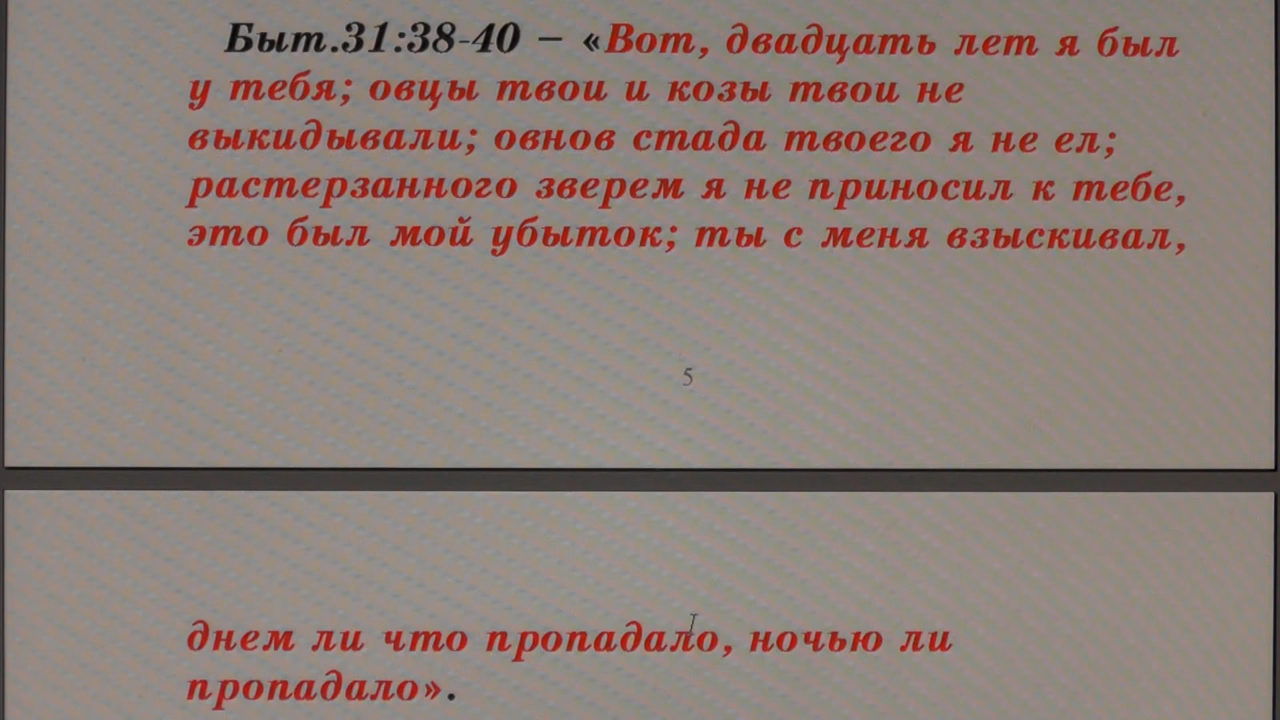 Быт.31:38-40 – «Вот, двадцать лет я был
у тебя; овцы твои и козы твои не
выкидывали; овнов стада твоего я не ел;
растерзанного зверем я не приносил к тебе,
это был мой убыток; ты с меня взыскивал,
5
днем ли что пропадало, ночью ли
пропадало».